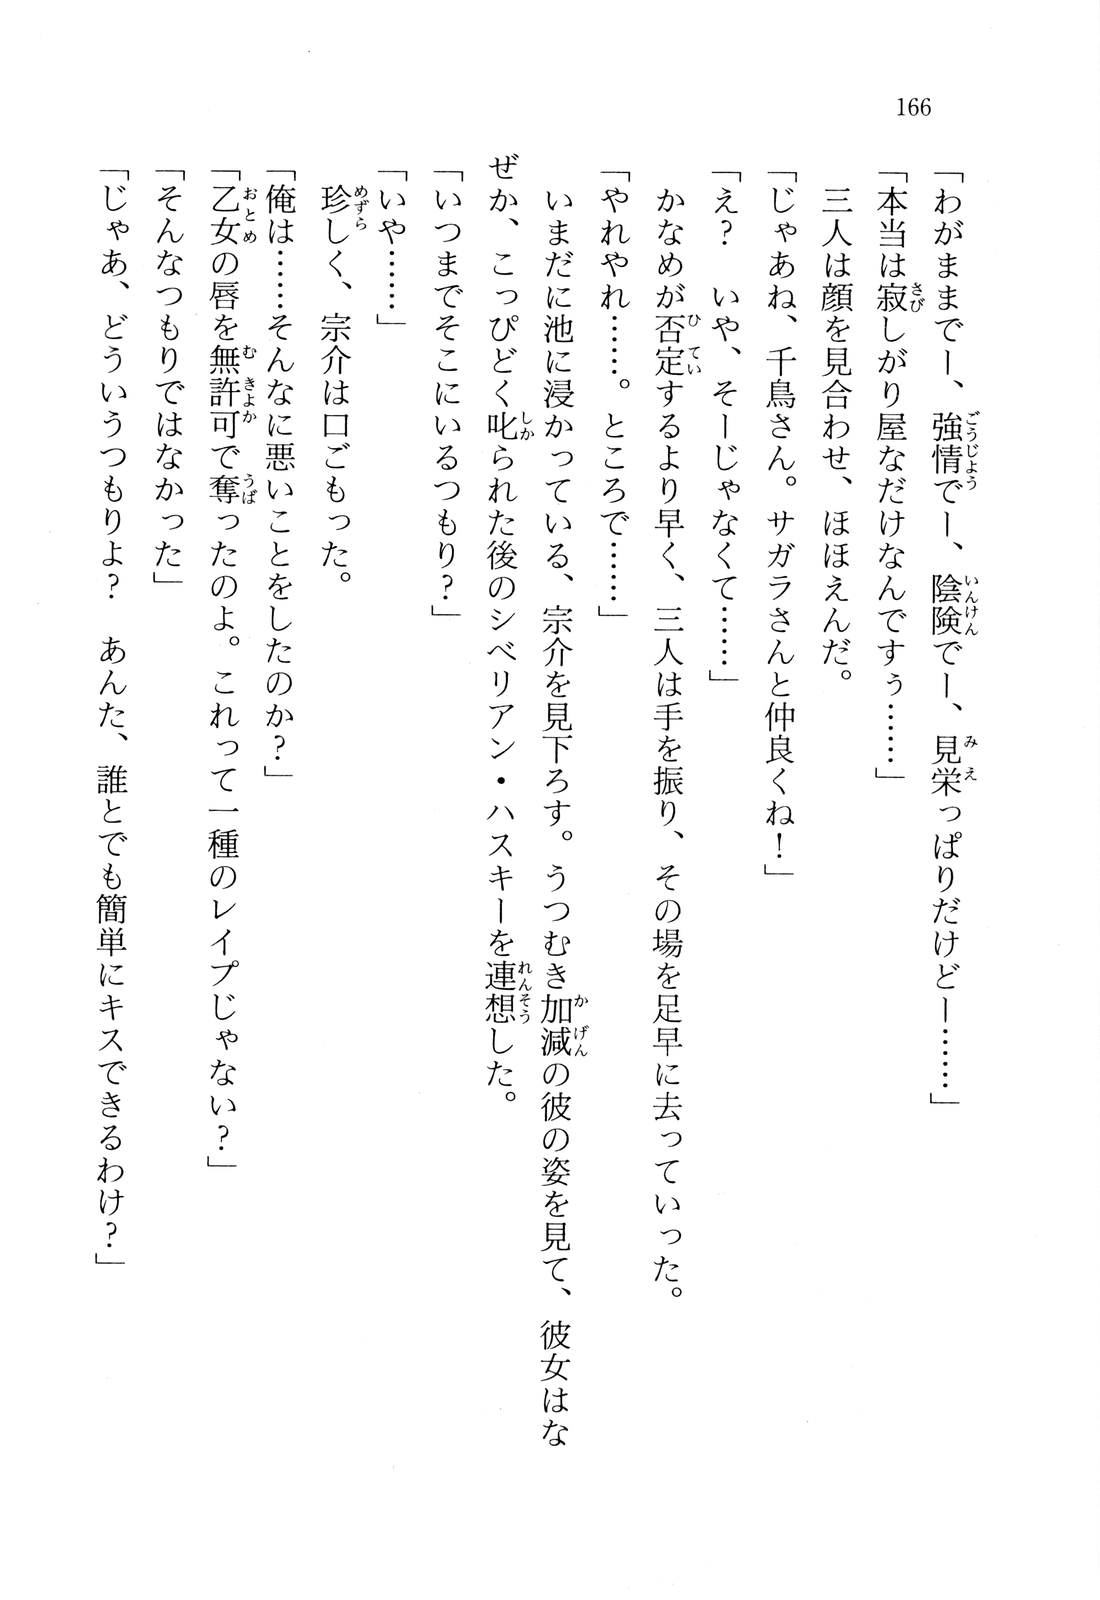 166
「わがままでー、強情でー、陰険でー、見栄っぱりだけどー……」
「本当は寂しがり屋なだけなんですぅ……」
三人は顔を見合わせ、ほほえんだ。
「じゃあね、千鳥さん。サガラさんと仲良くね！」
「え？　いや、そーじゃなくて……」
かなめが否定するより早く、三人は手を振り、その場を足早に去っていった。
「やれやれ……。ところで……」
いまだに池に浸かっている、宗介を見下ろす。うつむき加減の彼の姿を見て、彼女はな
ぜか、こっぴどく叱られた後のシベリアン・ハスキーを連想した。
「いつまでそこにいるつもり？」
「いや……」
珍しく、宗介は口ごもった。
「俺は……そんなに悪いことをしたのか？」
「乙女の唇を無許可で奪ったのよ。これって一種のレイプじゃない？」
「そんなつもりではなかった」
「じゃあ、どういうつもりよ？　あんた、誰とでも簡単にキスできるわけ？」